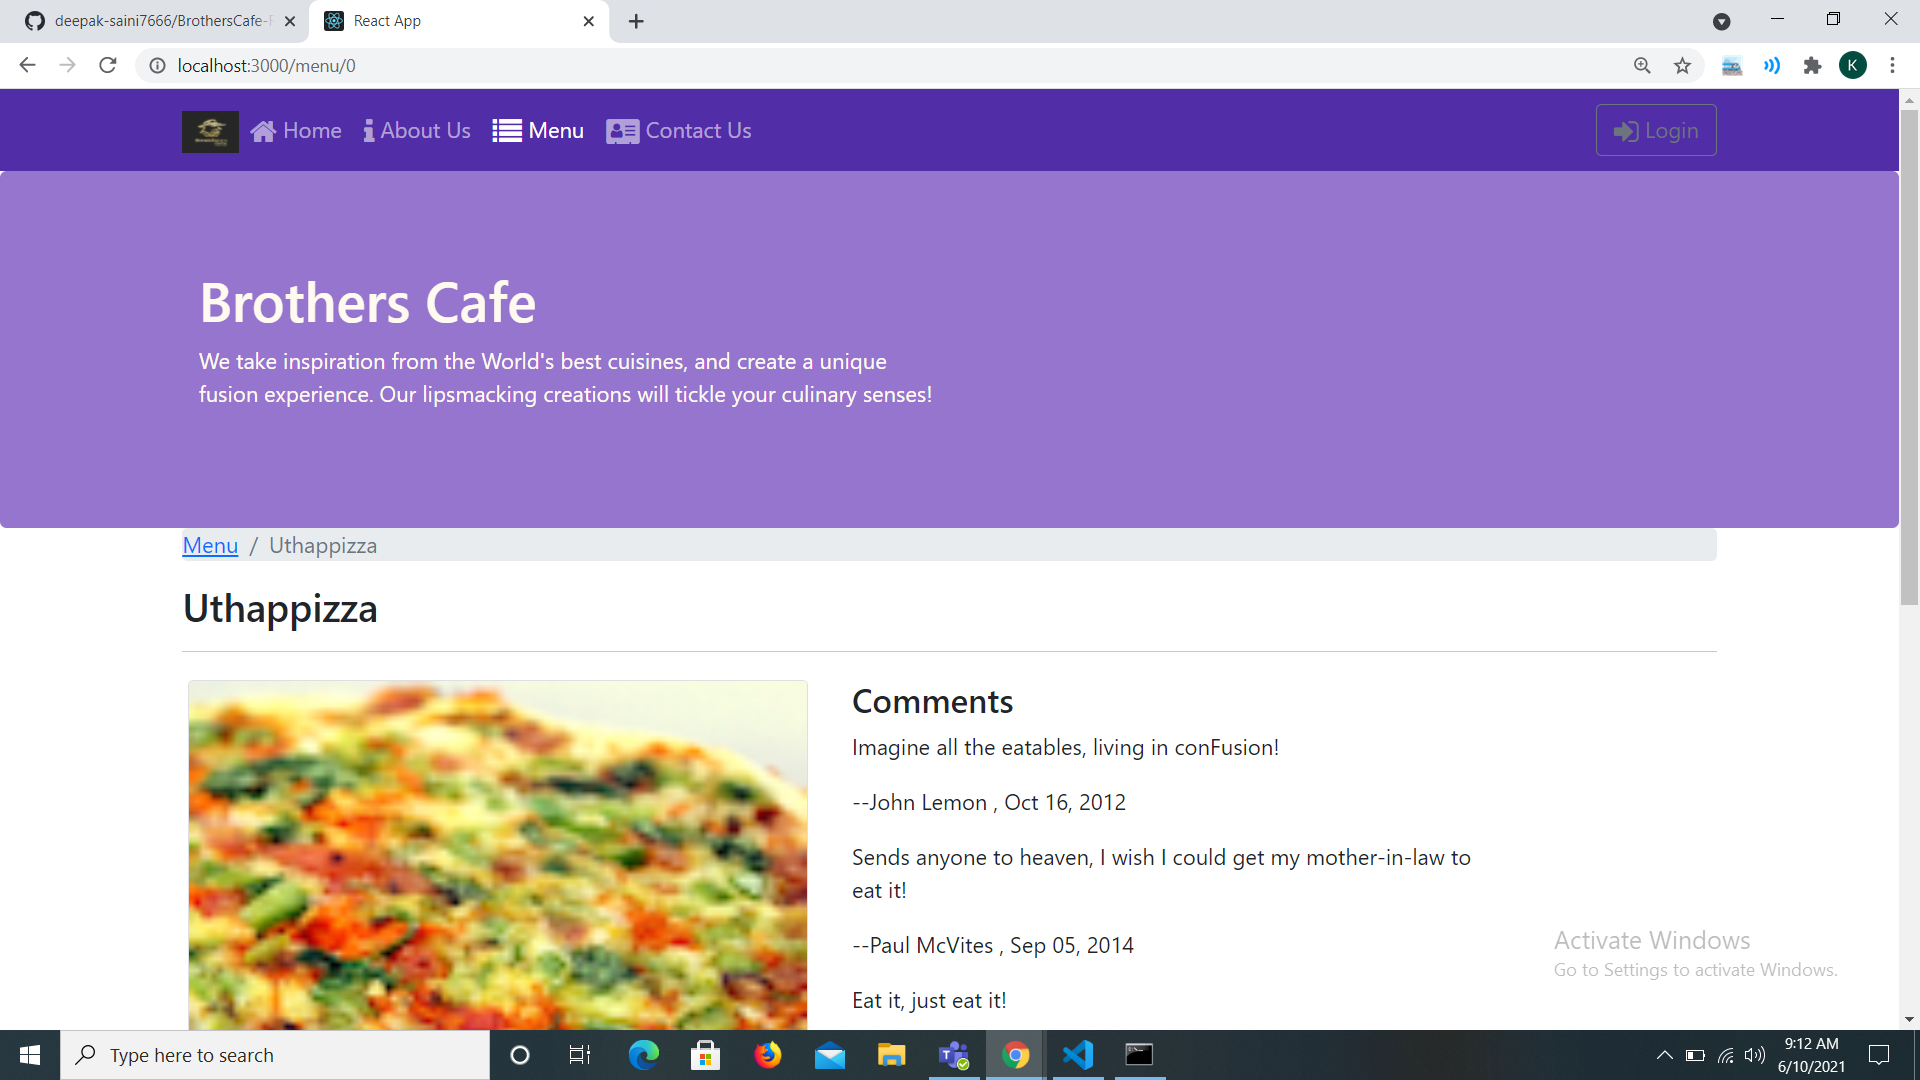 deepak-saini7666/BrothersCafe-
React App
localhost:3000/menu/0
K
Home
About Us
Menu
Contact Us
Login
Brothers Cafe
We take inspiration from the World's best cuisines, and create a unique
fusion experience. Our lipsmacking creations will tickle your culinary senses!
Menu / Uthappizza
Uthappizza
Comments
Imagine all the eatables, living in conFusion!
--John Lemon , Oct 16, 2012
Sends anyone to heaven, I wish I could get my mother-in-law to
eat it!
--Paul McVites , Sep 05, 2014
Eat it, just eat it!
Activate Windows
Go to Settings to activate Windows.
Type here to search
9:12 AM
6/10/2021